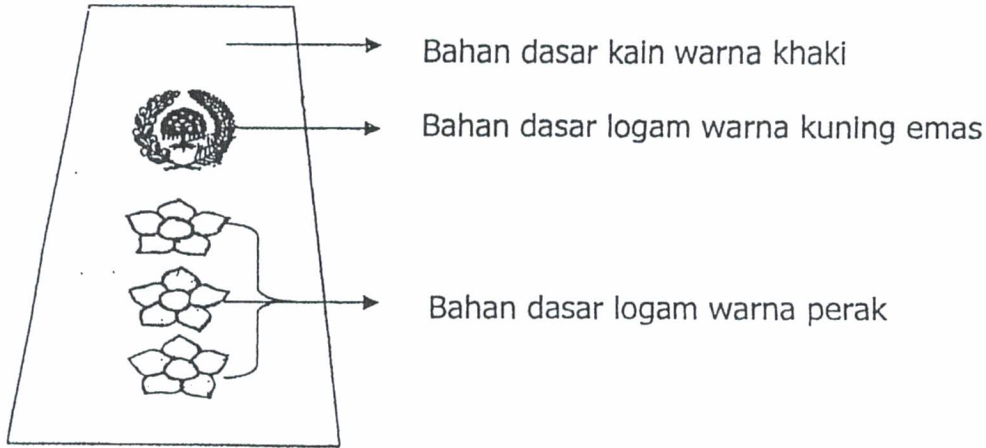 Bahan dasar kain warna khaki
Bahan dasar logam warna kuning emas
Bahan dasar logam warna perak